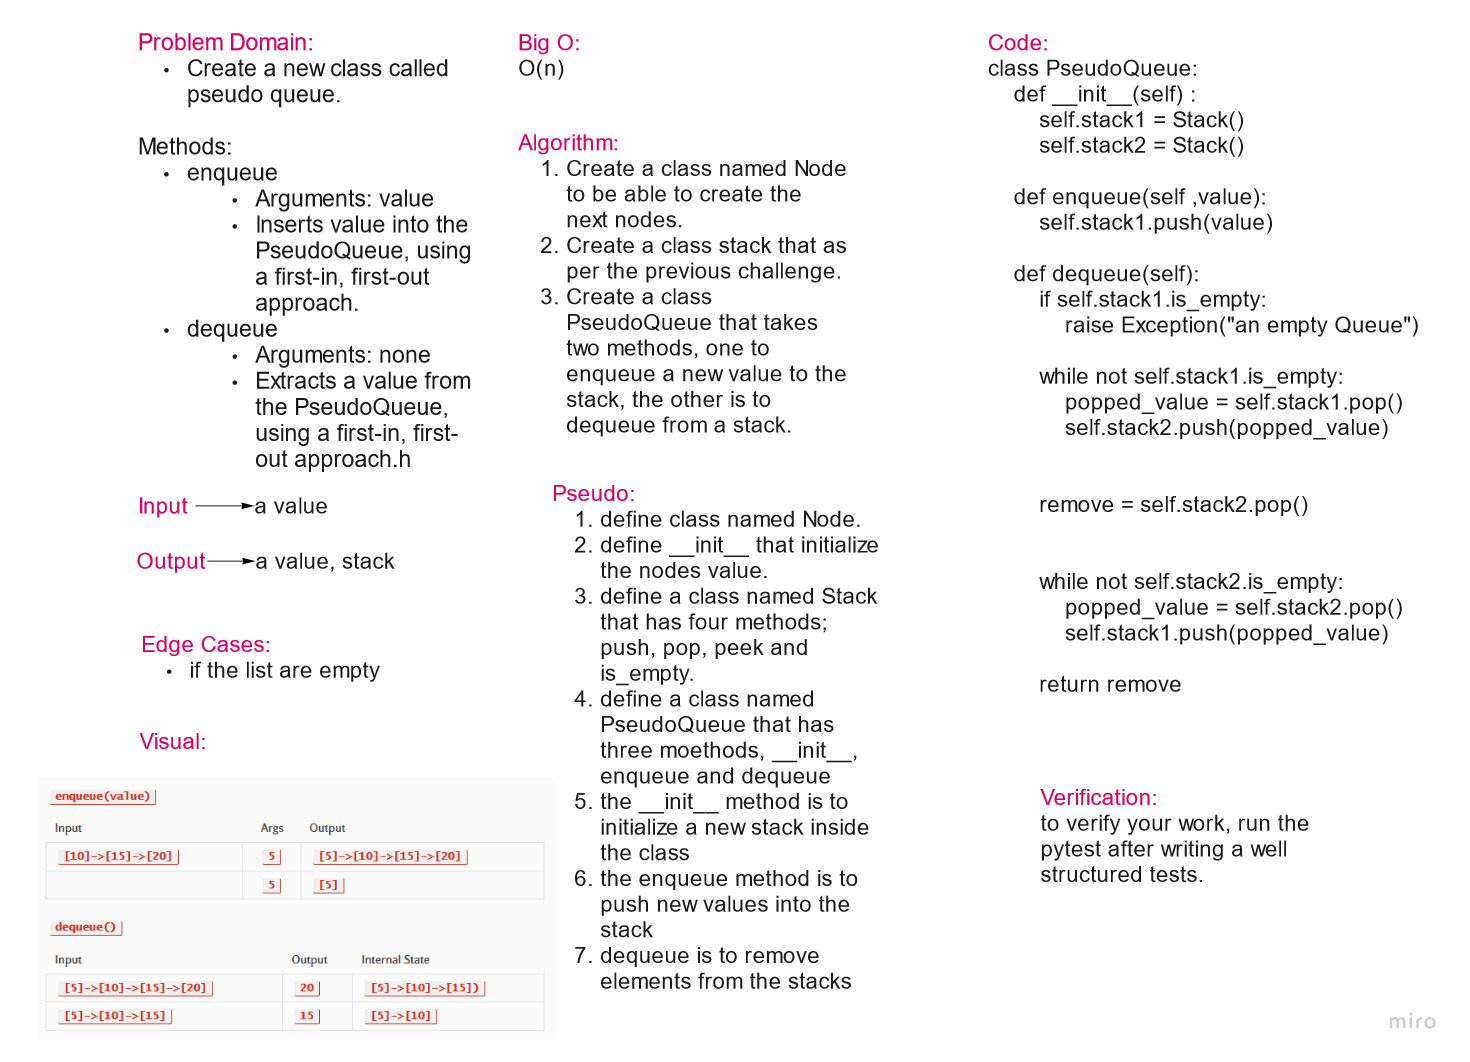 Problem Domain:
• Create a new class called
pseudo queue.
Methods:
• enqueue
• Arguments: value
• Inserts value into the
PseudoQueue, using
a first-in, first-out
approach.
• dequeue
• Arguments: none
• Extracts a value from
the PseudoQueue,
using a first-in, first-
out approach.h
Input a value
Output a value, stack
Edge Cases:
• if the list are empty
Visual:
enqueue(value)
Input Args Output
[10]->[15]->[20] 5 [5]->[10]->[15]->[20]
5 [5]
dequeue()
Input Output Internal State
[5]->[10]->[15]->[20] 20 [5]->[10]->[15])
[5]->[10]->[15] 15 [5]->[10]
Big O:
O(n)
Algorithm:
1. Create a class named Node
to be able to create the
next nodes.
2. Create a class stack that as
per the previous challenge.
3. Create a class
PseudoQueue that takes
two methods, one to
enqueue a new value to the
stack, the other is to
dequeue from a stack.
Pseudo:
1. define class named Node.
2. define __init__ that initialize
the nodes value.
3. define a class named Stack
that has four methods;
push, pop, peek and
is_empty.
4. define a class named
PseudoQueue that has
three moethods, __init__,
enqueue and dequeue
5. the __init__ method is to
initialize a new stack inside
the class
6. the enqueue method is to
push new values into the
stack
7. dequeue is to remove
elements from the stacks
Code:
class PseudoQueue:
def __init__(self) :
self.stack1 = Stack()
self.stack2 = Stack()
def enqueue(self ,value):
self.stack1.push(value)
def dequeue(self):
if self.stack1.is_empty:
raise Exception("an empty Queue")
while not self.stack1.is_empty:
popped_value = self.stack1.pop()
self.stack2.push(popped_value)
remove = self.stack2.pop()
while not self.stack2.is_empty:
popped_value = self.stack2.pop()
self.stack1.push(popped_value)
return remove
Verification:
to verify your work, run the
pytest after writing a well
structured tests.
miro